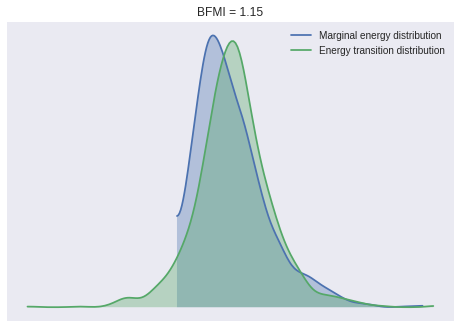 BFMI = 1.15
Marginal energy distribution
Energy transition distribution